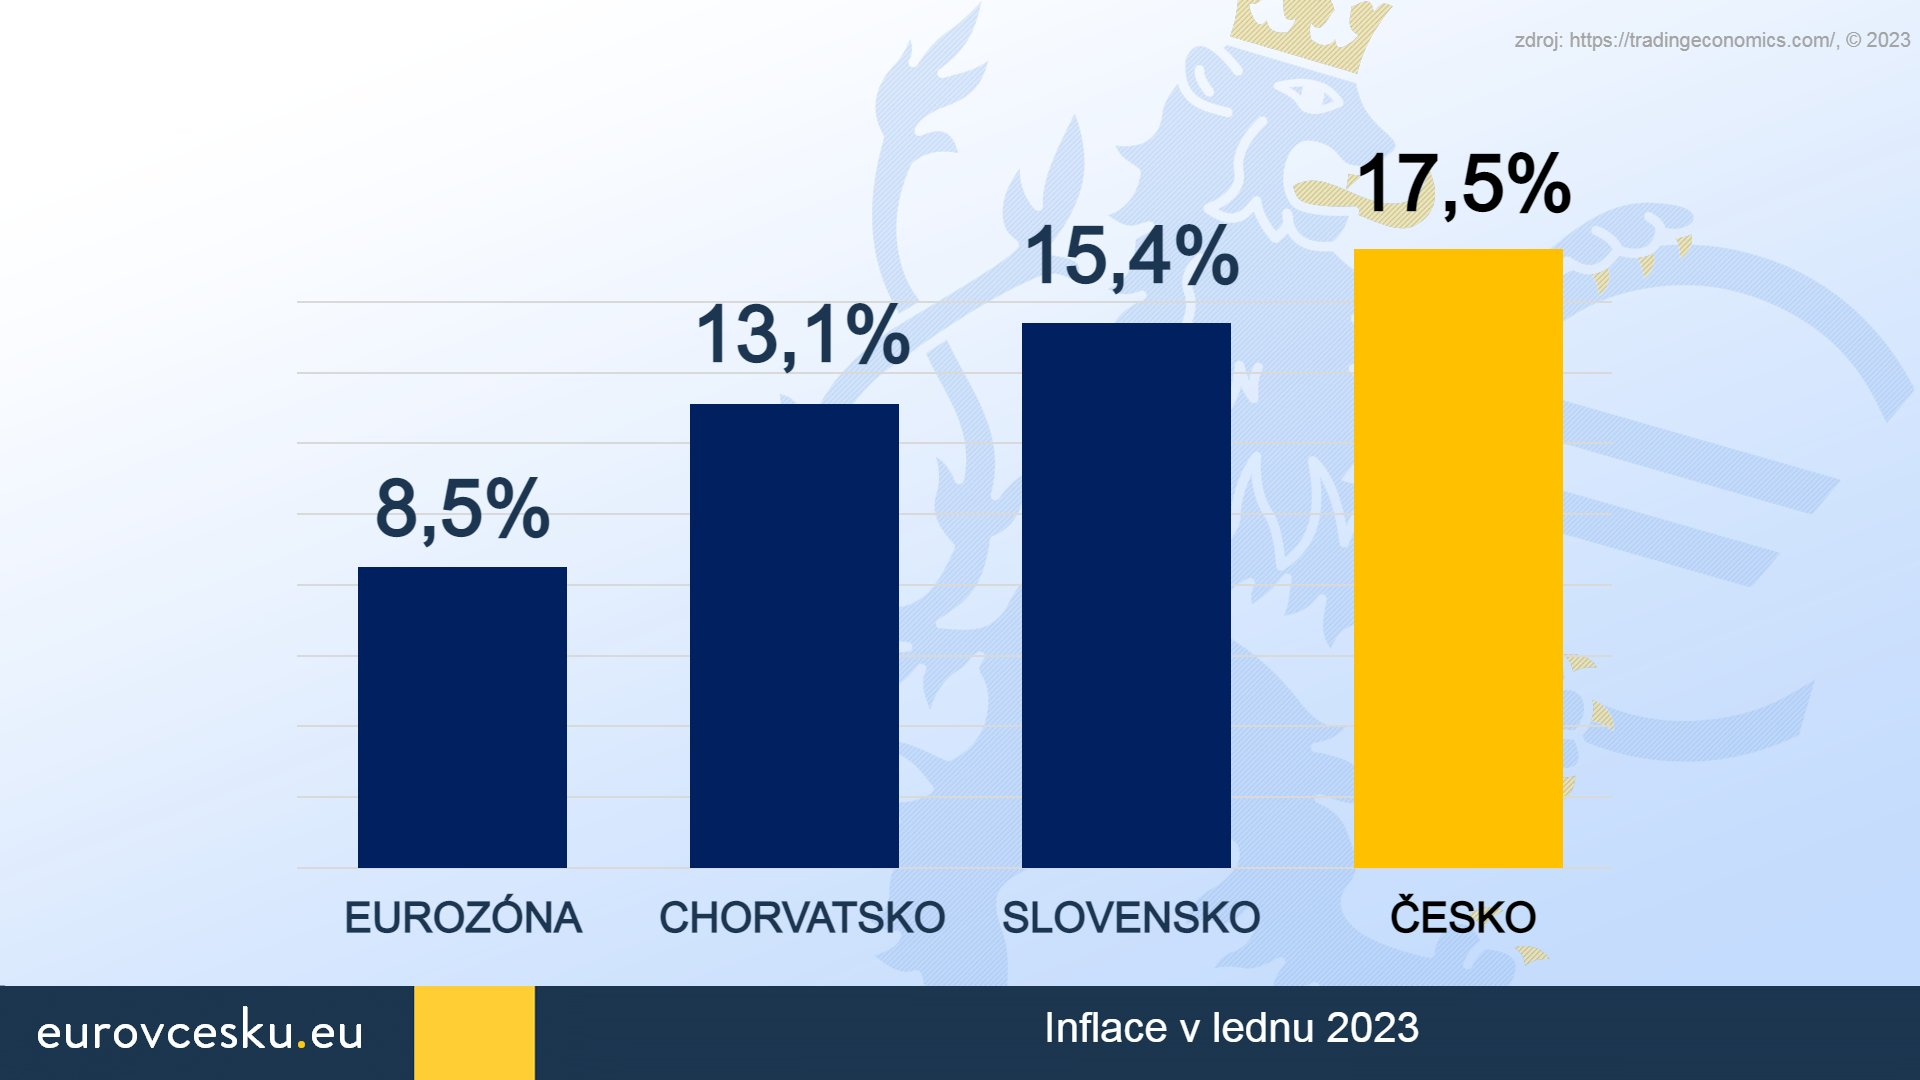 zdroj: https://tradingeconomics.com/, © 2023
17,5%
15,4%
13,1%
8,5%
EUROZÓNA CHORVATSKO SLOVENSKO ČESKO
eurovcesku.eu
Inflace v lednu 2023